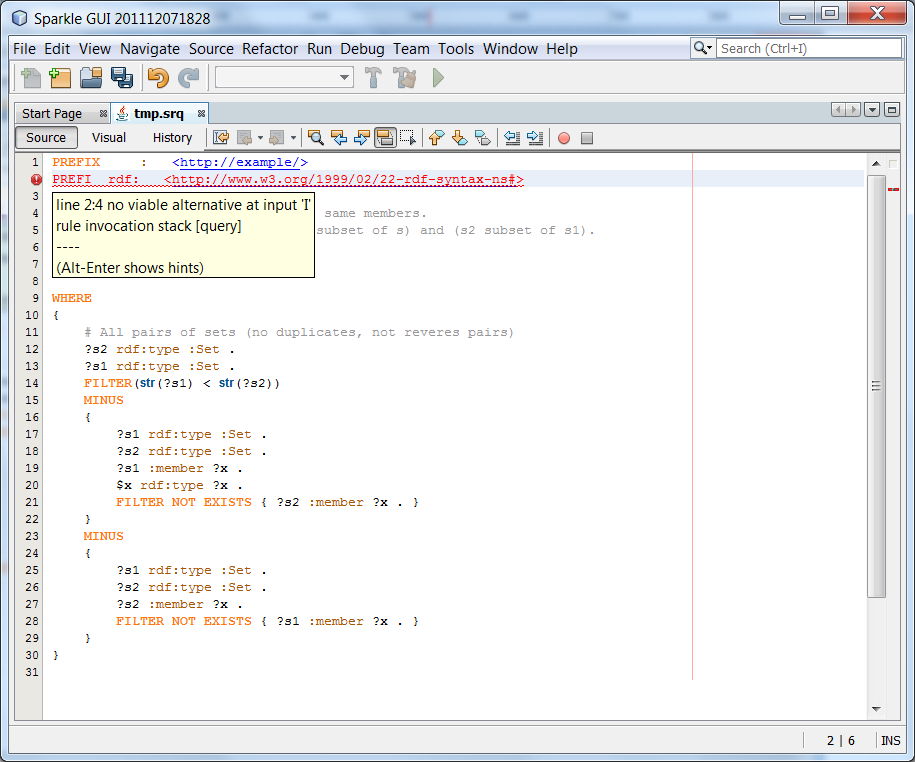 Sparkle GUI 201112071828
File Edit View Navigate Source Refactor Run Debug Team Tools Window Help
Search (Ctrl+I)
Start Page tmp.srq
Source Visual History
1 PREFIX : <http://example/>
PREFI rdf: <http://www.w3.org/1999/02/22-rdf-syntax-ns#>
3
line 2:4 no viable alternative at input 'I'
4 same members.
rule invocation stack [query]
5 subset of s) and (s2 subset of s1).
6
----
7
(Alt-Enter shows hints)
8
9 WHERE
10 {
11 # All pairs of sets (no duplicates, not reveres pairs)
12 ?s2 rdf:type :Set .
13 ?s1 rdf:type :Set .
14 FILTER(str(?s1) < str(?s2))
15 MINUS
16 {
17 ?s1 rdf:type :Set .
18 ?s2 rdf:type :Set .
19 ?s1 :member ?x .
20 $x rdf:type ?x .
21 FILTER NOT EXISTS { ?s2 :member ?x . }
22 }
23 MINUS
24 {
25 ?s1 rdf:type :Set .
26 ?s2 rdf:type :Set .
27 ?s2 :member ?x .
28 FILTER NOT EXISTS { ?s1 :member ?x . }
29 }
30 }
31
2 | 6 INS